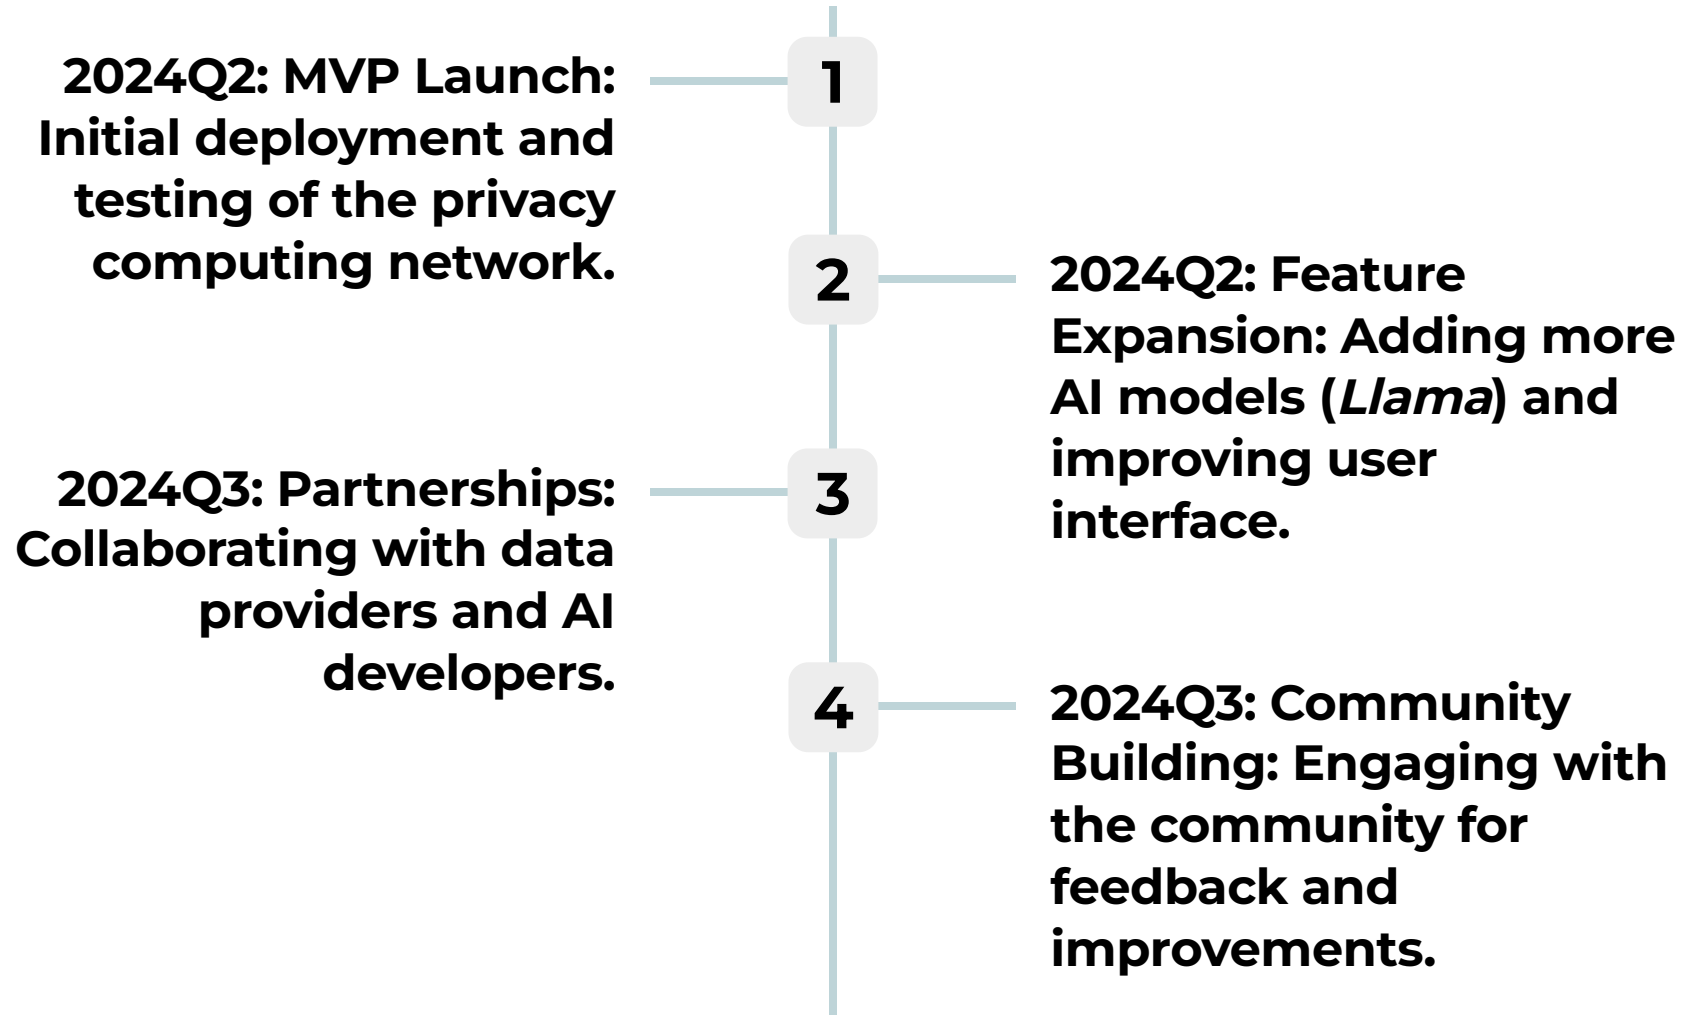 1
2024Q2: MVP Launch:
Initial deployment and
testing of the privacy
computing network.
2
2024Q2: Feature
Expansion: Adding more
AI models (Llama) and
improving user
interface.
3
2024Q3: Partnerships:
Collaborating with data
providers and AI
developers.
4
2024Q3: Community
Building: Engaging with
the community for
feedback and
improvements.